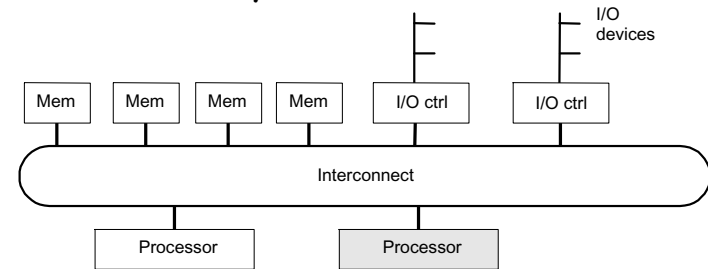 I/O
devices
Mem Mem Mem Mem I/O ctrl I/O ctrl
Interconnect
Processor Processor